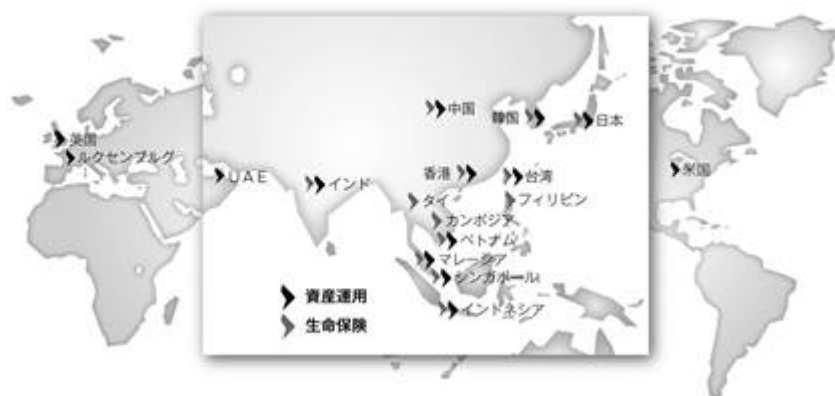 中国
韓国
日本
英国
ルクセンブルグ
UAE
インド
香港
台湾
米国
タイ
フィリピン
カンボジア
ベトナム
マレーシア
シンガポール
インドネシア
資産運用
生命保険